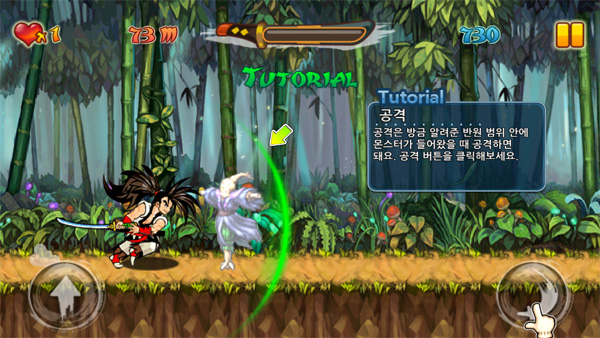 x1
73 M
730
TUTORIAL
Tutorial
공격
공격은 방금 알려준 반원 범위 안에
몬스터가 들어왔을 때 공격하면
돼요. 공격 버튼을 클릭해보세요.